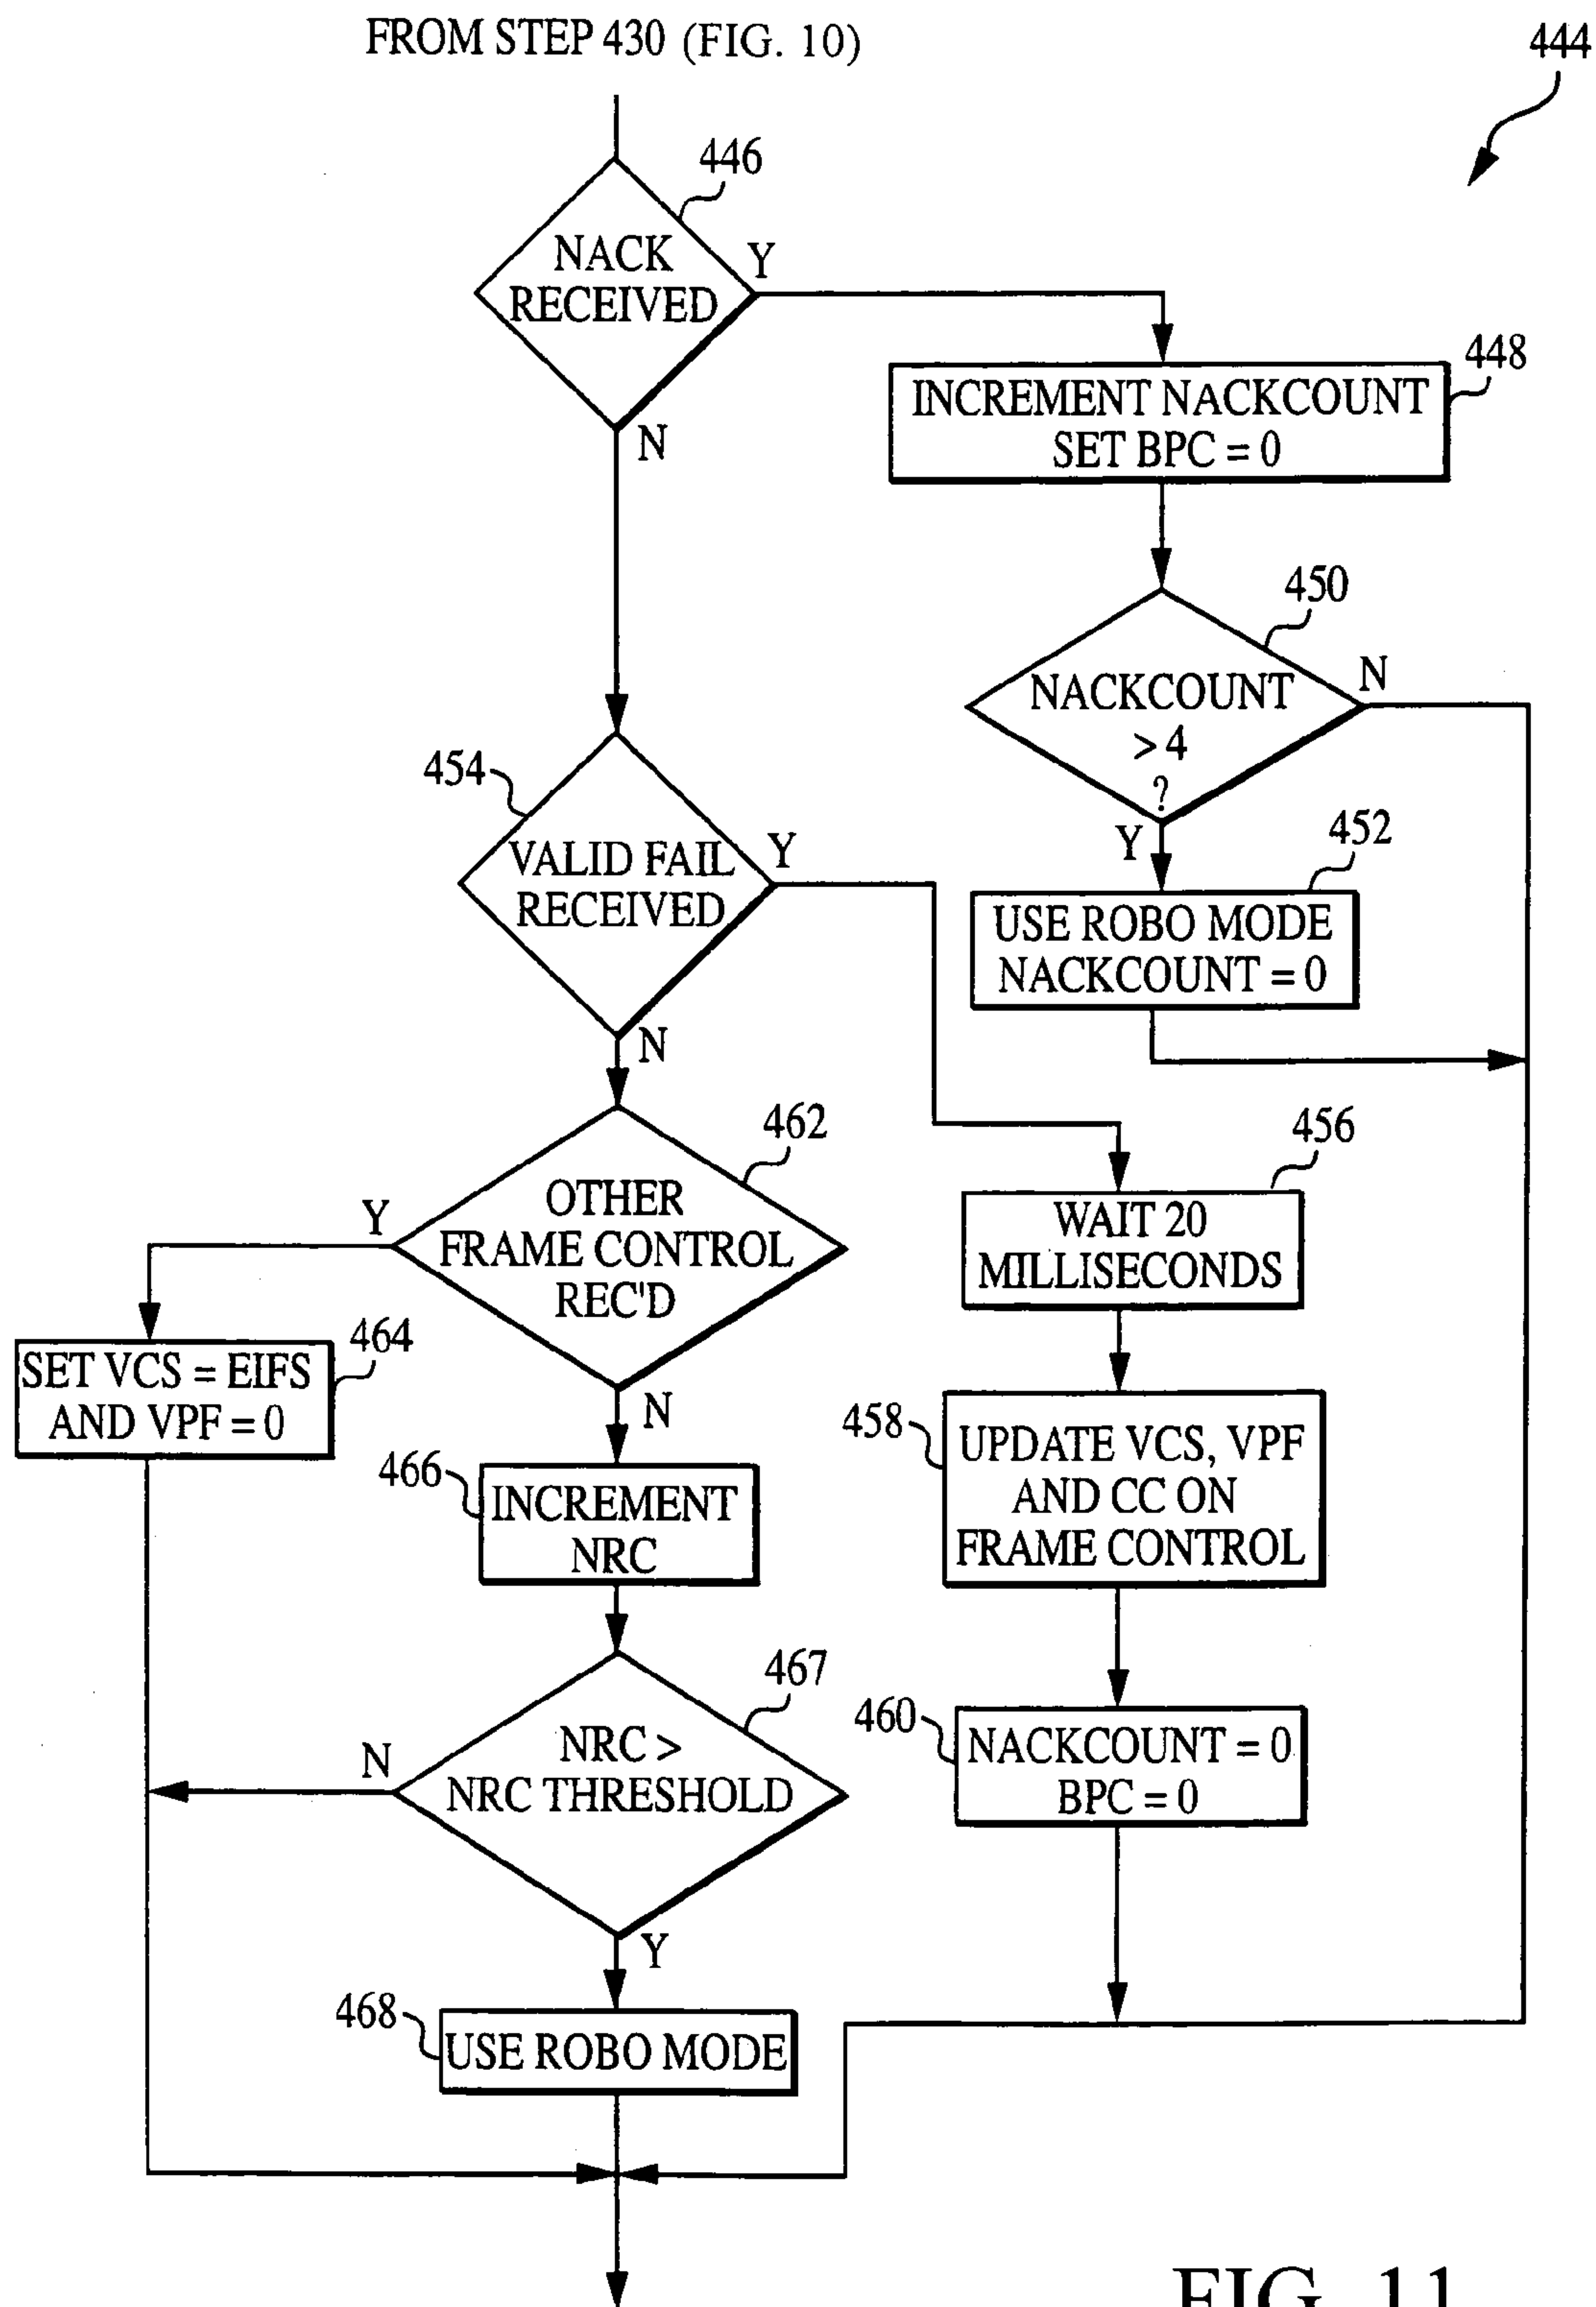 FROM STEP 430 (FIG. 10)
444
446
NACK
RECEIVED
Y
N
448
INCREMENT NACKCOUNT
SET BPC = 0
450
NACKCOUNT
> 4
?
N
Y
452
USE ROBO MODE
NACKCOUNT = 0
454
VALID FAIL
RECEIVED
Y
N
456
WAIT 20
MILLISECONDS
458
UPDATE VCS, VPF
AND CC ON
FRAME CONTROL
460
NACKCOUNT = 0
BPC = 0
462
OTHER
FRAME CONTROL
REC'D
Y
N
464
SET VCS = EIFS
AND VPF = 0
466
INCREMENT
NRC
467
NRC >
NRC THRESHOLD
N
Y
468
USE ROBO MODE
FIG. 11